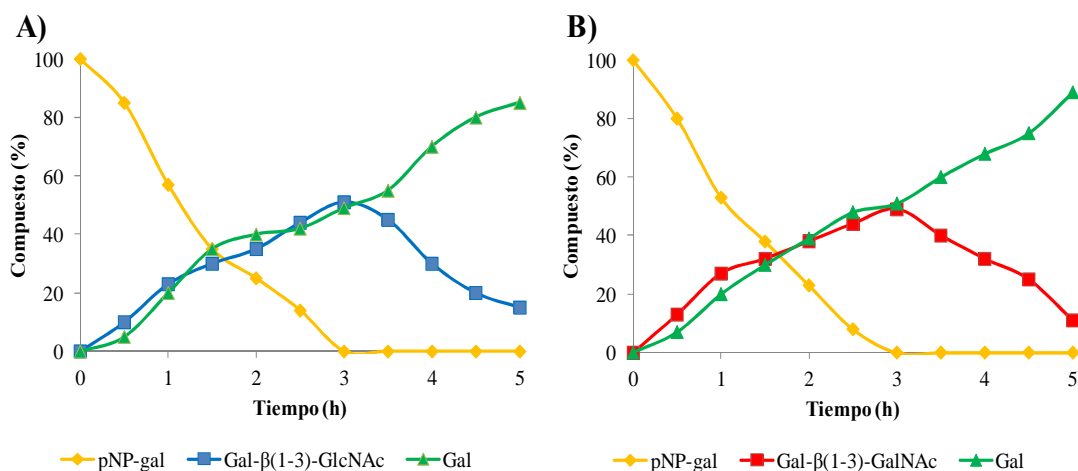 A)
Compuesto (%)
100
80
60
40
20
0
0 1 2 3 4 5
Tiempo (h)
pNP-gal Gal-β(1-3)-GlcNAc Gal
B)
Compuesto (%)
100
80
60
40
20
0
0 1 2 3 4 5
Tiempo (h)
pNP-gal Gal-β(1-3)-GalNAc Gal